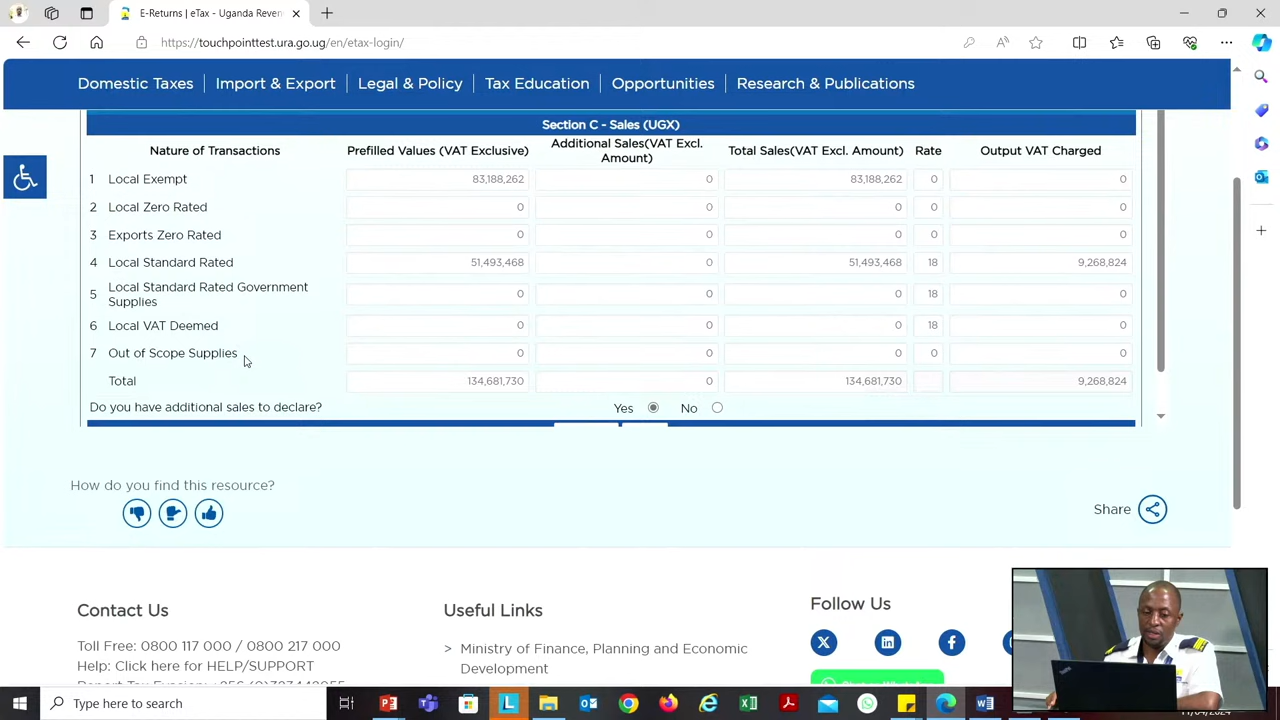 E-Returns | eTax - Uganda Reven
https://touchpointtest.ura.go.ug/en/etax-login/
Domestic Taxes Import & Export Legal & Policy Tax Education Opportunities Research & Publications
Section C - Sales (UGX)
Nature of Transactions Prefilled Values (VAT Exclusive) Additional Sales(VAT Excl. Amount) Total Sales(VAT Excl. Amount) Rate Output VAT Charged
1 Local Exempt 83,188,262 0 83,188,262 0 0
2 Local Zero Rated 0 0 0 0 0
3 Exports Zero Rated 0 0 0 0 0
4 Local Standard Rated 51,493,468 0 51,493,468 18 9,268,824
5 Local Standard Rated Government Supplies 0 0 0 18 0
6 Local VAT Deemed 0 0 0 18 0
7 Out of Scope Supplies 0 0 0 0 0
Total 134,681,730 0 134,681,730 9,268,824
Do you have additional sales to declare? Yes No
How do you find this resource?
Share
Contact Us
Toll Free: 0800 117 000 / 0800 217 000
Help: Click here for HELP/SUPPORT
Useful Links
> Ministry of Finance, Planning and Economic
Development
Follow Us
Type here to search
11/04/2024